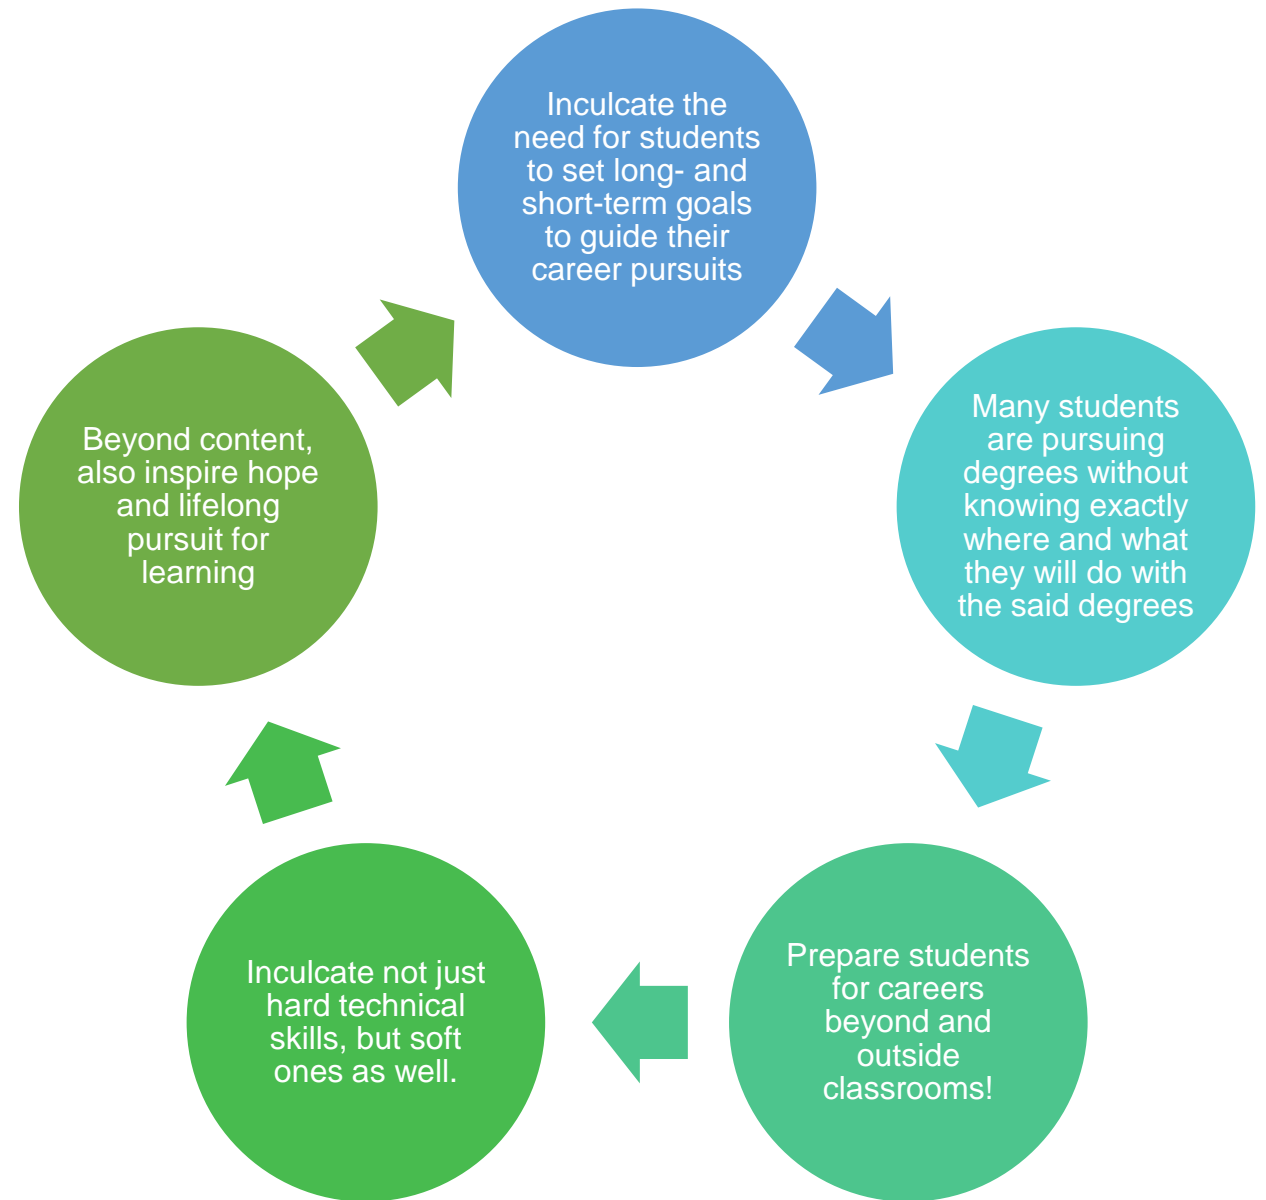 Inculcate the
need for students
to set long- and
short-term goals
to guide their
career pursuits
Many students
are pursuing
degrees without
knowing exactly
where and what
they will do with
the said degrees
Prepare students
for careers
beyond and
outside
classrooms!
Inculcate not just
hard technical
skills, but soft
ones as well.
Beyond content,
also inspire hope
and lifelong
pursuit for
learning